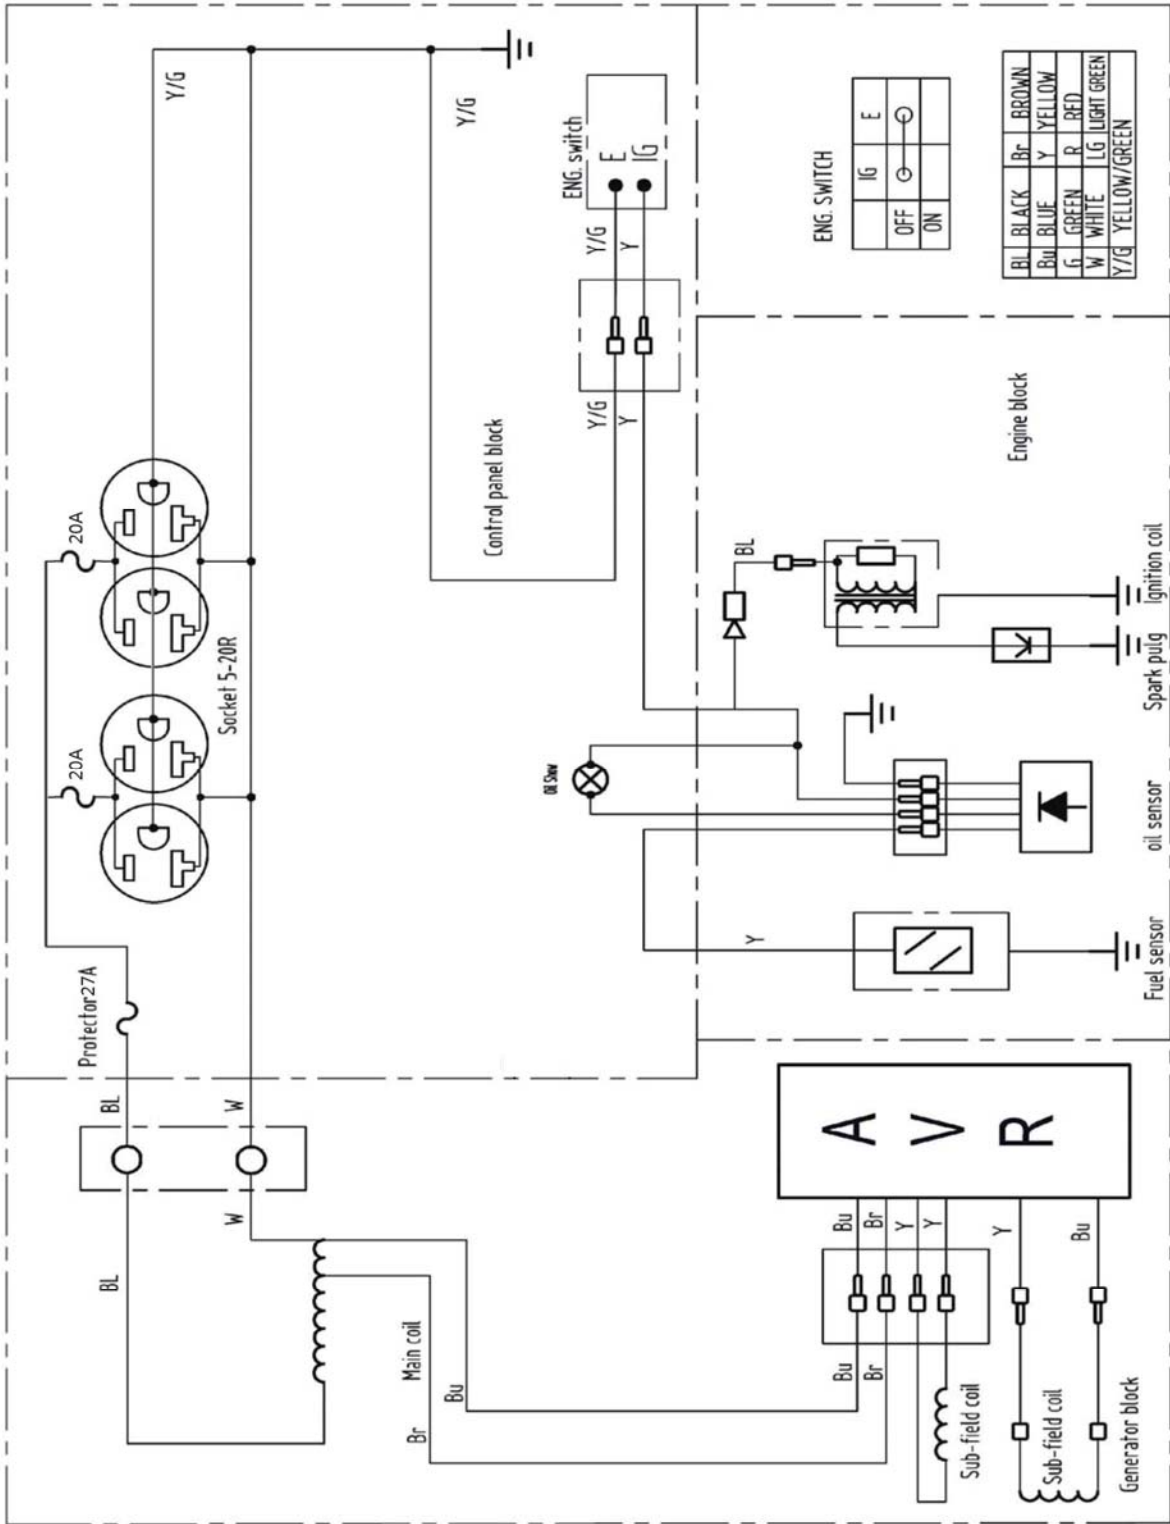 20A
20A
Protector27A
BL
BL
Y/G
Socket 5-20R
W
W
Main coil
Br
Bu
Y/G
Control panel block
ENG. switch
E
IG
Y/G
Y
Y/G
Y
BL
Y
ENG. SWITCH
IG E
OFF
ON
BL BLACK Br BROWN
Bu BLUE Y YELLOW
G GREEN R RED
W WHITE LG LIGHT GREEN
Y/G YELLOW/GREEN
Engine block
Fuel sensor
oil sensor
Spark pulg
Ignition coil
AVR
Bu
Br
Y
Y
Y
Bu
Bu
Br
Sub-field coil
Sub-field coil
Generator block